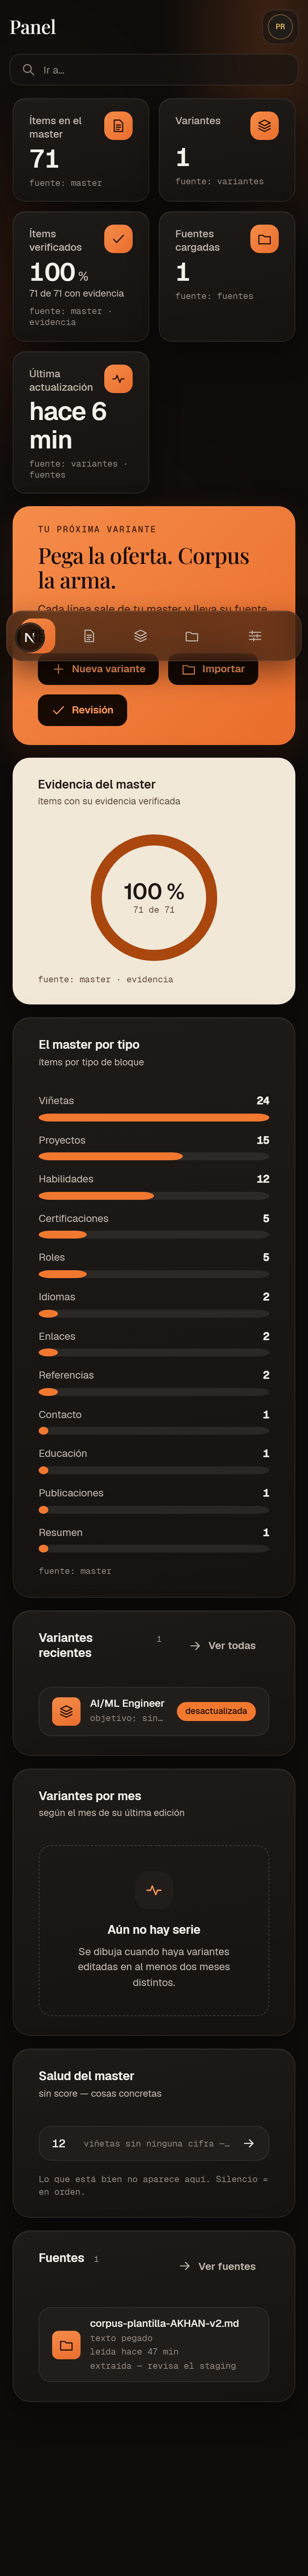 Panel
PR
Ir a...
Ítems en el
master
71
fuente: master
Variantes
1
fuente: variantes
Ítems
verificados
100 %
71 de 71 con evidencia
fuente: master ·
evidencia
Fuentes
cargadas
1
fuente: fuentes
Última
actualización
hace 6
min
fuente: variantes ·
fuentes
TU PRÓXIMA VARIANTE
Pega la oferta. Corpus
la arma.
Cada línea sale de tu master y lleva su fuente
N
Nueva variante
Importar
Revisión
Evidencia del master
ítems con su evidencia verificada
100 %
71 de 71
fuente: master · evidencia
El master por tipo
ítems por tipo de bloque
Viñetas 24
Proyectos 15
Habilidades 12
Certificaciones 5
Roles 5
Idiomas 2
Enlaces 2
Referencias 2
Contacto 1
Educación 1
Publicaciones 1
Resumen 1
fuente: master
Variantes
recientes
1
Ver todas
AI/ML Engineer
objetivo: sin…
desactualizada
Variantes por mes
según el mes de su última edición
Aún no hay serie
Se dibuja cuando haya variantes
editadas en al menos dos meses
distintos.
Salud del master
sin score — cosas concretas
12 viñetas sin ninguna cifra —…
Lo que está bien no aparece aquí. Silencio =
en orden.
Fuentes 1
Ver fuentes
corpus-plantilla-AKHAN-v2.md
texto pegado
leída hace 47 min
extraída — revisa el staging